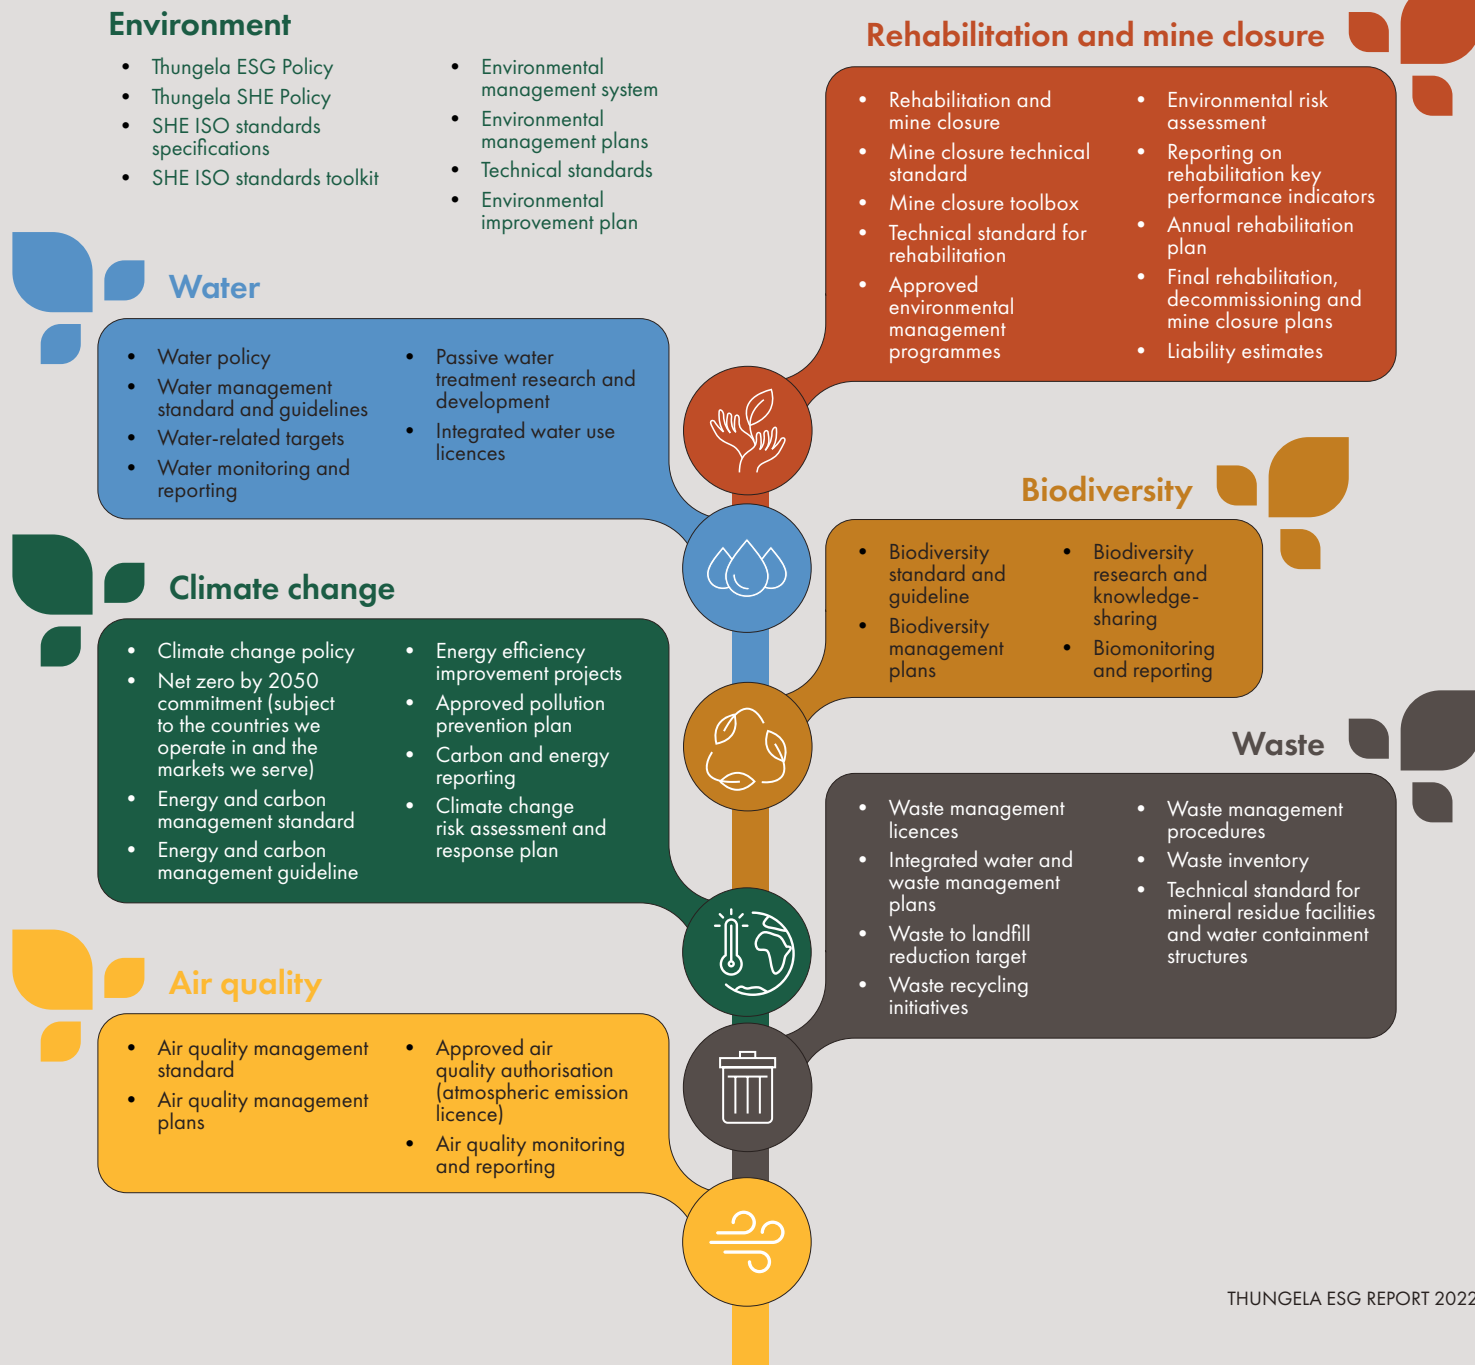 Environment
• Thungela ESG Policy
• Thungela SHE Policy
• SHE ISO standards
specifications
• SHE ISO standards toolkit
• Environmental
management system
• Environmental
management plans
• Technical standards
• Environmental
improvement plan
Rehabilitation and mine closure
• Rehabilitation and
mine closure
• Mine closure technical
standard
• Mine closure toolbox
• Technical standard for
rehabilitation
• Approved
environmental
management
programmes
• Environmental risk
assessment
• Reporting on
rehabilitation key
performance indicators
• Annual rehabilitation
plan
• Final rehabilitation,
decommissioning and
mine closure plans
• Liability estimates
Water
• Water policy
• Water management
standard and guidelines
• Water-related targets
• Water monitoring and
reporting
• Passive water
treatment research and
development
• Integrated water use
licences
Biodiversity
• Biodiversity
standard and
guideline
• Biodiversity
management
plans
• Biodiversity
research and
knowledge-
sharing
• Biomonitoring
and reporting
Climate change
• Climate change policy
• Net zero by 2050
commitment (subject
to the countries we
operate in and the
markets we serve)
• Energy and carbon
management standard
• Energy and carbon
management guideline
• Energy efficiency
improvement projects
• Approved pollution
prevention plan
• Carbon and energy
reporting
• Climate change
risk assessment and
response plan
Waste
• Waste management
licences
• Integrated water and
waste management
plans
• Waste to landfill
reduction target
• Waste recycling
initiatives
• Waste management
procedures
• Waste inventory
• Technical standard for
mineral residue facilities
and water containment
structures
Air quality
• Air quality management
standard
• Air quality management
plans
• Approved air
quality authorisation
(atmospheric emission
licence)
• Air quality monitoring
and reporting
THUNGELA ESG REPORT 2022